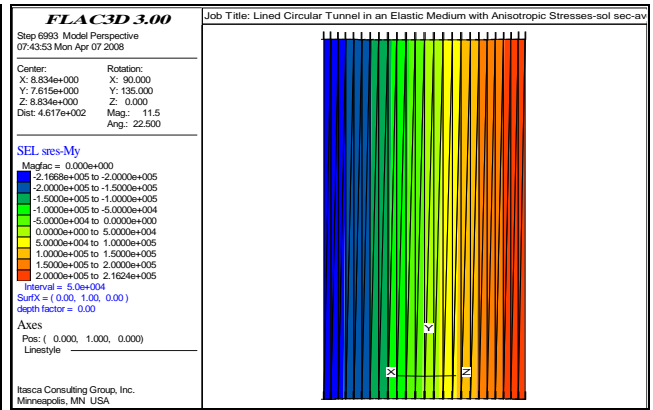 FLAC3D 3.00
Step 6993 Model Perspective
07:43:53 Mon Apr 07 2008
Center:
X: 8.834e+000
Y: 7.615e+000
Z: 8.834e+000
Dist: 4.617e+002
Rotation:
X: 90.000
Y: 135.000
Z: 0.000
Mag.: 11.5
Ang.: 22.500
SEL sres-My
Magfac = 0.000e+000
-2.1668e+005 to -2.0000e+005
-2.0000e+005 to -1.5000e+005
-1.5000e+005 to -1.0000e+005
-1.0000e+005 to -5.0000e+004
-5.0000e+004 to 0.0000e+000
0.0000e+000 to 5.0000e+004
5.0000e+004 to 1.0000e+005
1.0000e+005 to 1.5000e+005
1.5000e+005 to 2.0000e+005
2.0000e+005 to 2.1624e+005
Interval = 5.0e+004
SurfX = ( 0.00, 1.00, 0.00 )
depth factor = 0.00
Axes
Pos: ( 0.000, 1.000, 0.000)
Linestyle
Itasca Consulting Group, Inc.
Minneapolis, MN USA
Job Title: Lined Circular Tunnel in an Elastic Medium with Anisotropic Stresses-sol sec-av
Y
X
Z